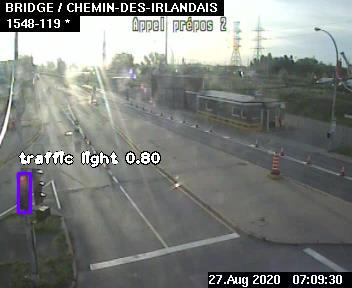 BRIDGE / CHEMIN-DES-IRLANDAIS
1548-119 *
Appel prépos 2
traffic light 0.80
27.Aug 2020 07:09:30